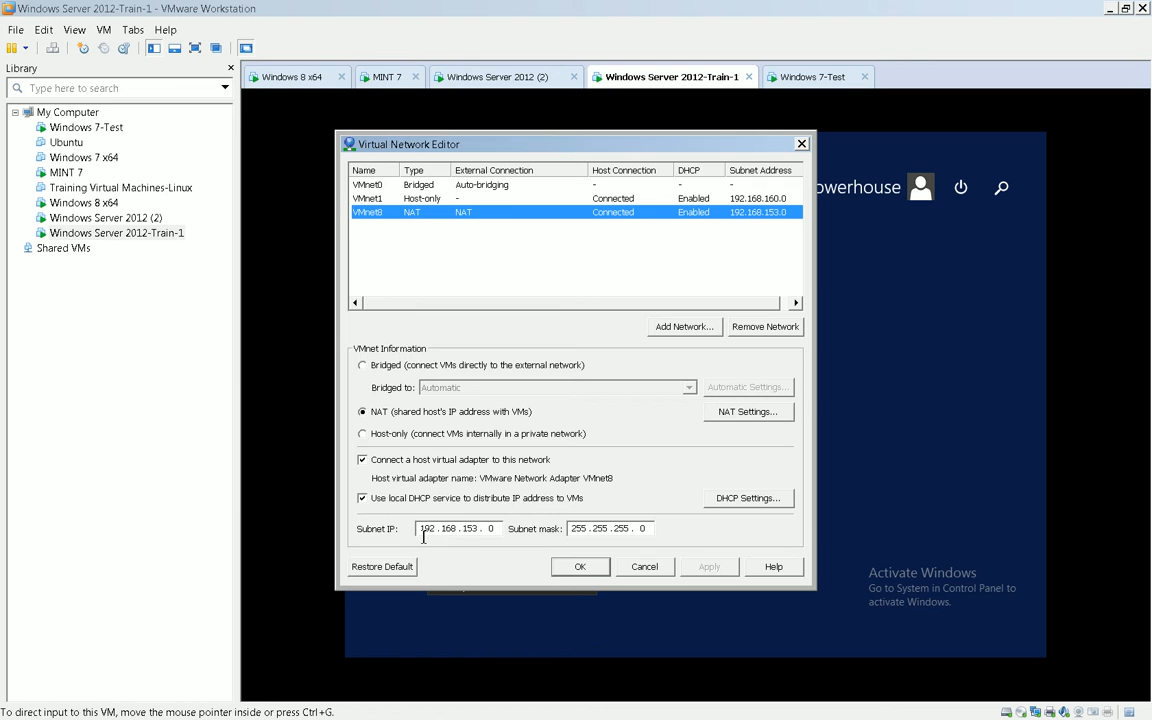 Windows Server 2012-Train-1 - VMware Workstation
File Edit View VM Tabs Help
Library
Type here to search
My Computer
Windows 7-Test
Ubuntu
Windows 7 x64
MINT 7
Training Virtual Machines-Linux
Windows 8 x64
Windows Server 2012 (2)
Windows Server 2012-Train-1
Shared VMs
Windows 8 x64 MINT 7 Windows Server 2012 (2) Windows Server 2012-Train-1 Windows 7-Test
owerhouse
Virtual Network Editor
Name Type External Connection Host Connection DHCP Subnet Address
VMnet0 Bridged Auto-bridging - - -
VMnet1 Host-only - Connected Enabled 192.168.160.0
VMnet8 NAT NAT Connected Enabled 192.168.153.0
Add Network... Remove Network
VMnet Information
Bridged (connect VMs directly to the external network)
Bridged to: Automatic Automatic Settings...
NAT (shared host's IP address with VMs) NAT Settings...
Host-only (connect VMs internally in a private network)
Connect a host virtual adapter to this network
Host virtual adapter name: VMware Network Adapter VMnet8
Use local DHCP service to distribute IP address to VMs DHCP Settings...
Subnet IP: 192 . 168 . 153 . 0 Subnet mask: 255 . 255 . 255 . 0
Restore Default OK Cancel Apply Help
Activate Windows
Go to System in Control Panel to
activate Windows.
To direct input to this VM, move the mouse pointer inside or press Ctrl+G.